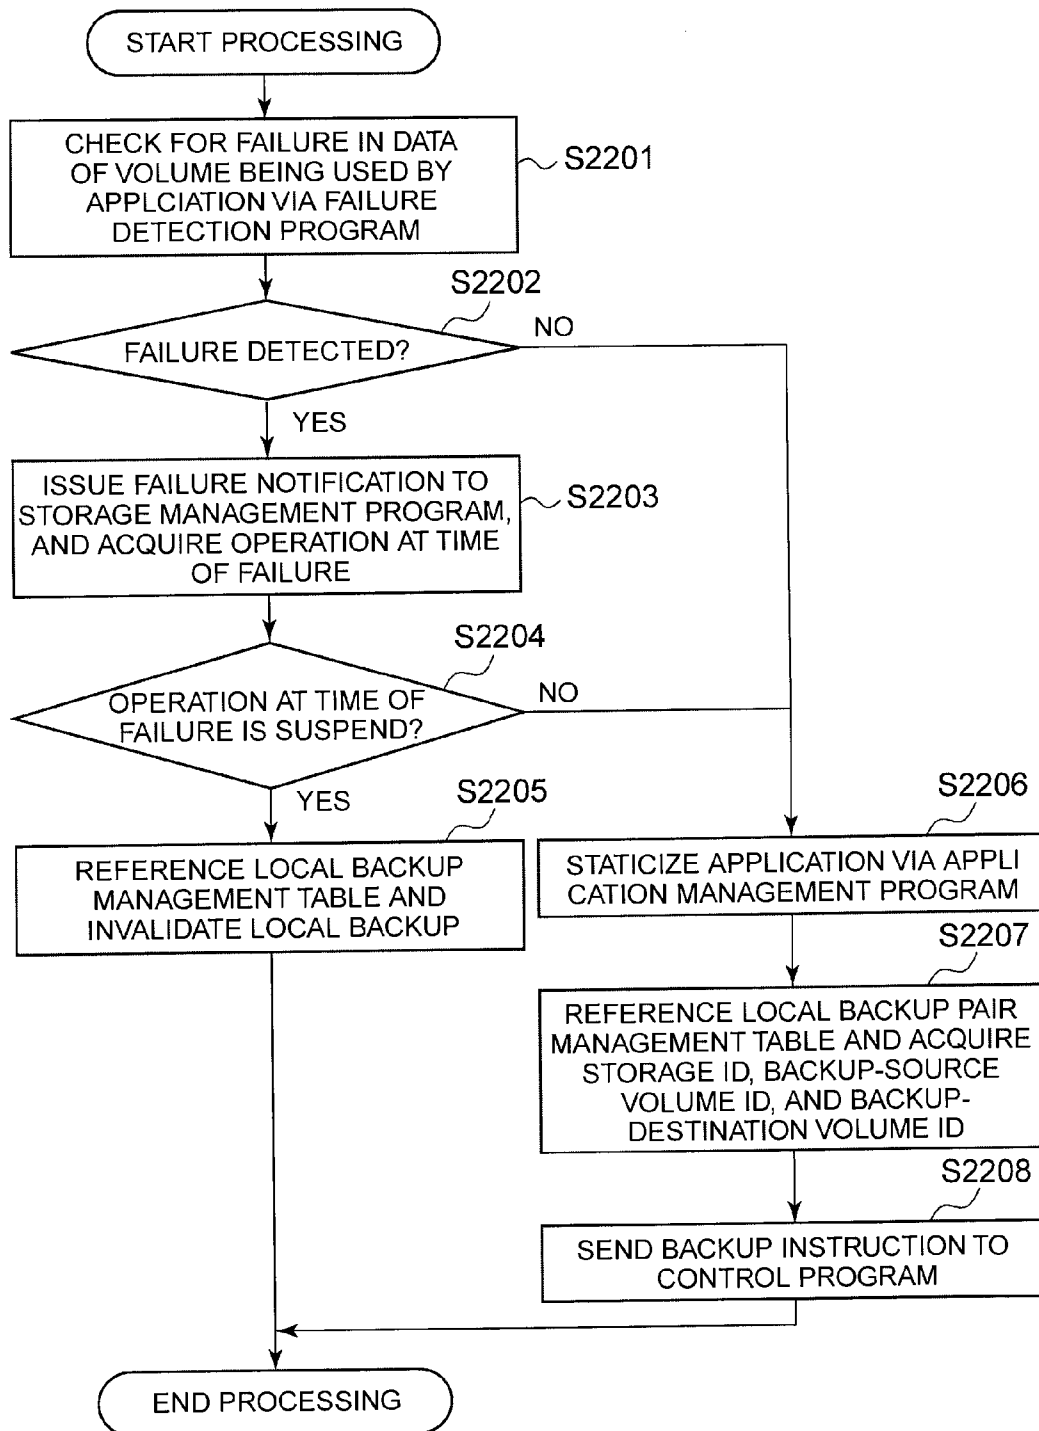 START PROCESSING
CHECK FOR FAILURE IN DATA
OF VOLUME BEING USED BY
APPLCIATION VIA FAILURE
DETECTION PROGRAM
S2201
S2202
FAILURE DETECTED?
NO
YES
ISSUE FAILURE NOTIFICATION TO
STORAGE MANAGEMENT PROGRAM,
AND ACQUIRE OPERATION AT TIME
OF FAILURE
S2203
S2204
OPERATION AT TIME OF
FAILURE IS SUSPEND?
NO
YES
S2205
REFERENCE LOCAL BACKUP
MANAGEMENT TABLE AND
INVALIDATE LOCAL BACKUP
S2206
STATICIZE APPLICATION VIA APPLI
CATION MANAGEMENT PROGRAM
S2207
REFERENCE LOCAL BACKUP PAIR
MANAGEMENT TABLE AND ACQUIRE
STORAGE ID, BACKUP-SOURCE
VOLUME ID, AND BACKUP-
DESTINATION VOLUME ID
S2208
SEND BACKUP INSTRUCTION TO
CONTROL PROGRAM
END PROCESSING